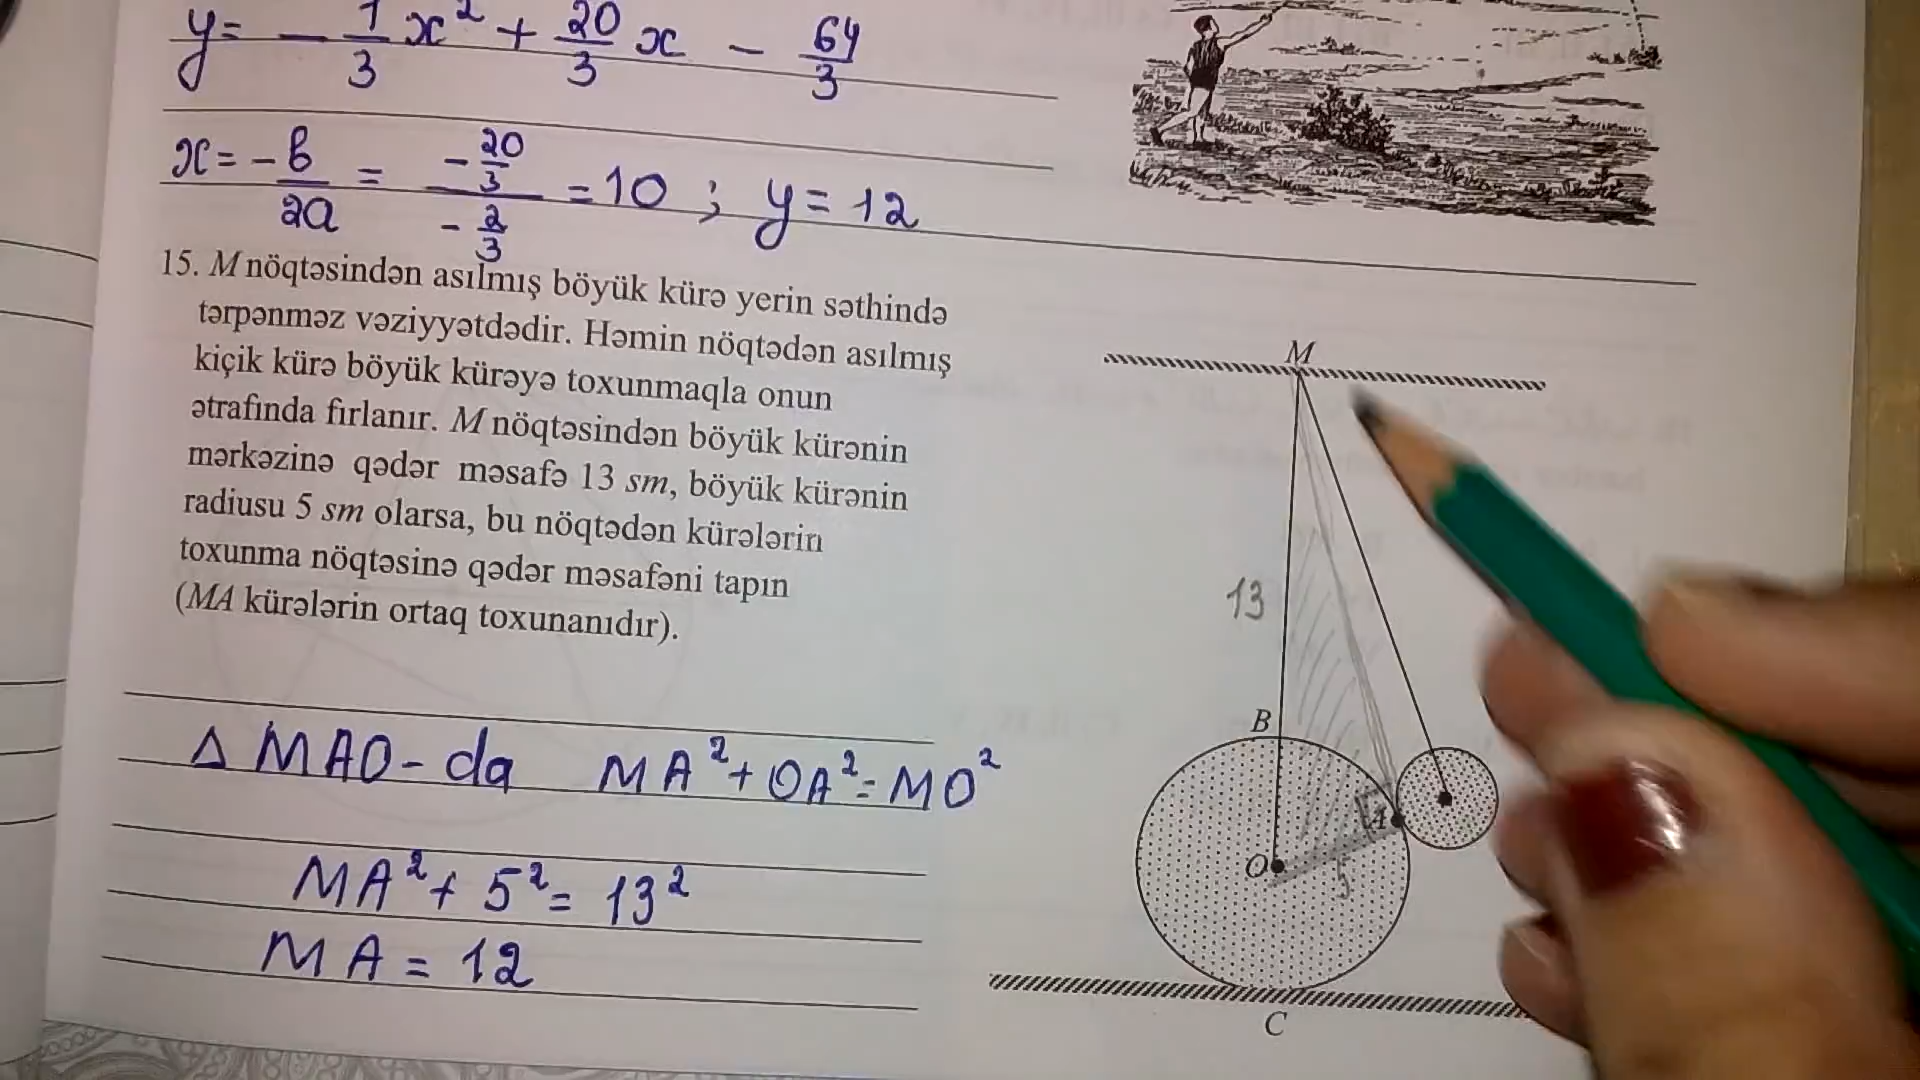 y = - 1/3 x² + 20/3 x - 64/3
x = - b/2a = (- 20/3)/(- 2/3) = 10 ; y = 12
15. M nöqtəsindən asılmış böyük kürə yerin səthində
tərpənməz vəziyyətdədir. Həmin nöqtədən asılmış
kiçik kürə böyük kürəyə toxunmaqla onun
ətrafında fırlanır. M nöqtəsindən böyük kürənin
mərkəzinə qədər məsafə 13 sm, böyük kürənin
radiusu 5 sm olarsa, bu nöqtədən kürələrin
toxunma nöqtəsinə qədər məsafəni tapın
(MA kürələrin ortaq toxunanıdır).
Δ MAO - da MA² + OA² = MO²
MA² + 5² = 13²
MA = 12
M
13
B
A
O
5
C